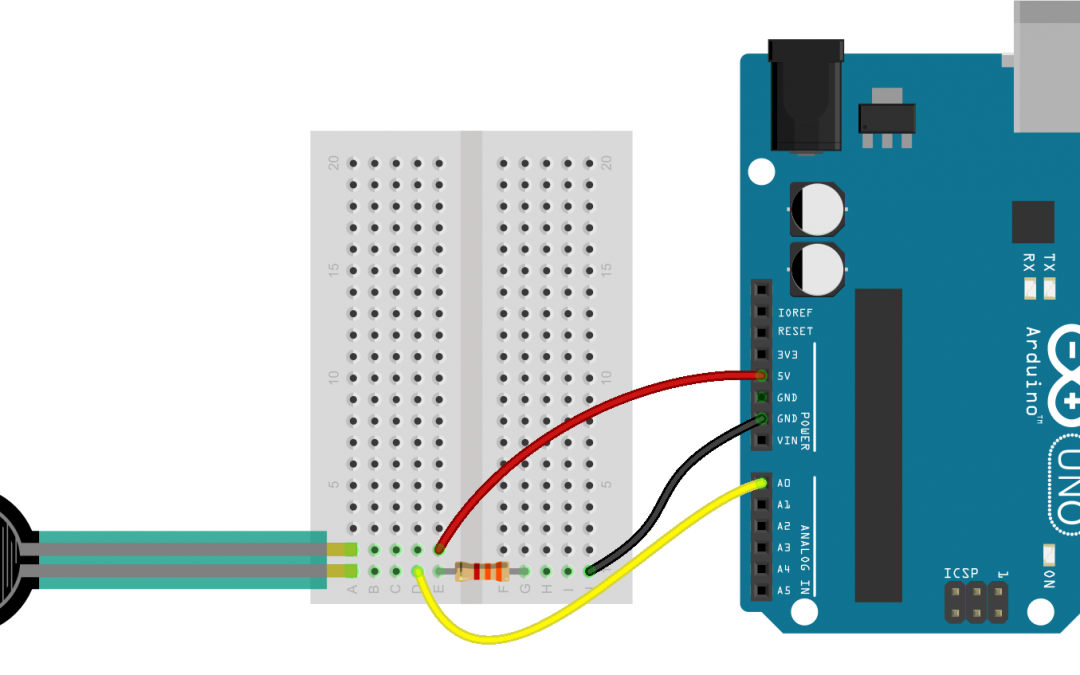 20
20
15
15
10
10
5
5
A B C D E F G H I J
IOREF
RESET
3V3
5V
GND
GND
VIN
POWER
A0
A1
A2
A3
A4
A5
ANALOG IN
RX
TX
Arduino™
UNO
ON
ICSP
1